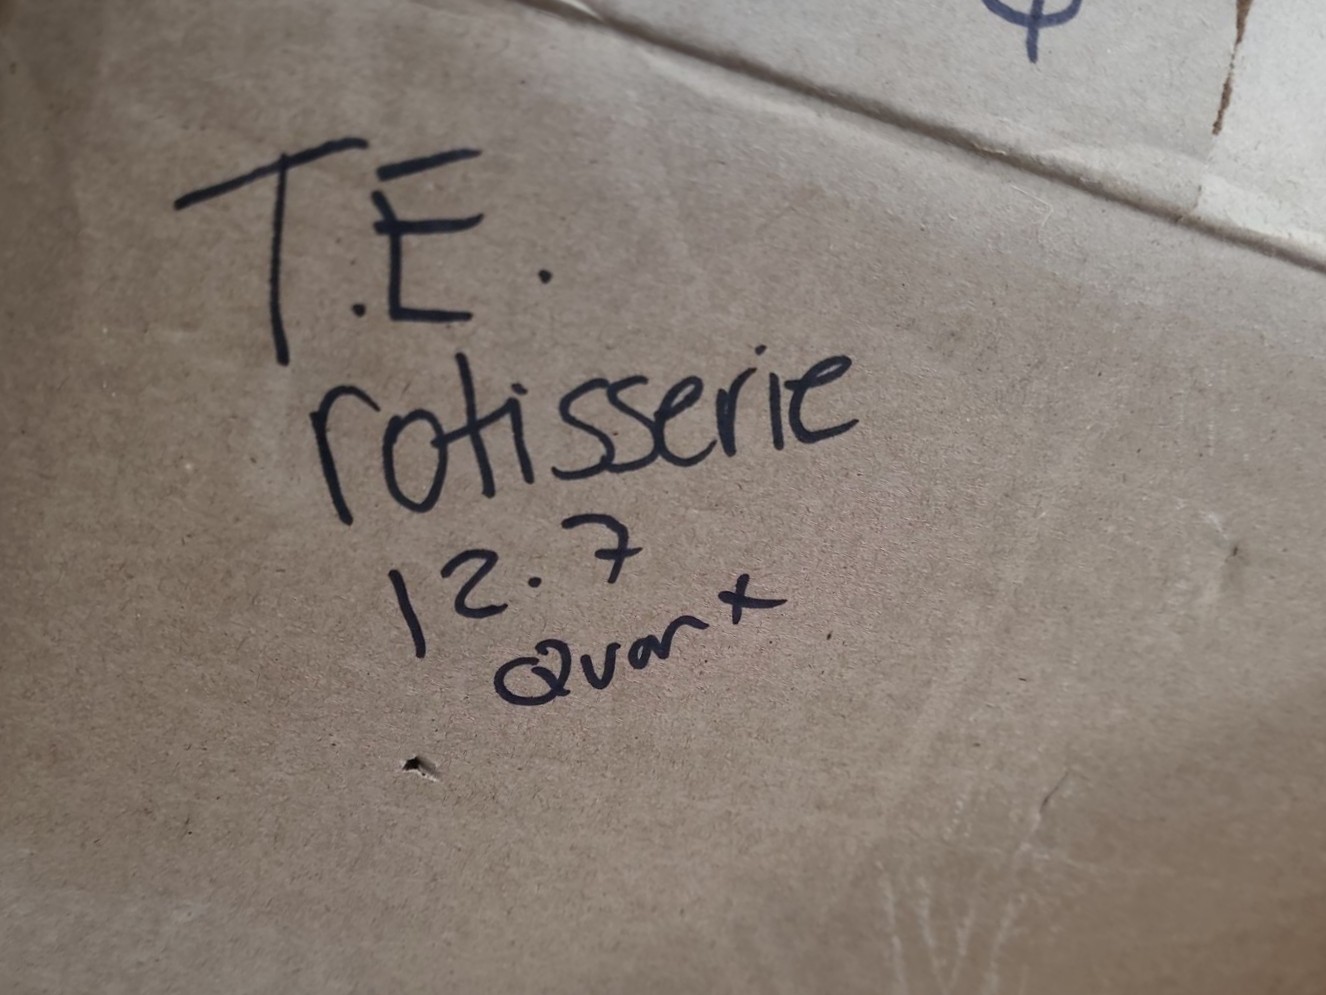 T.E.
rotisserie
12.7
Quart